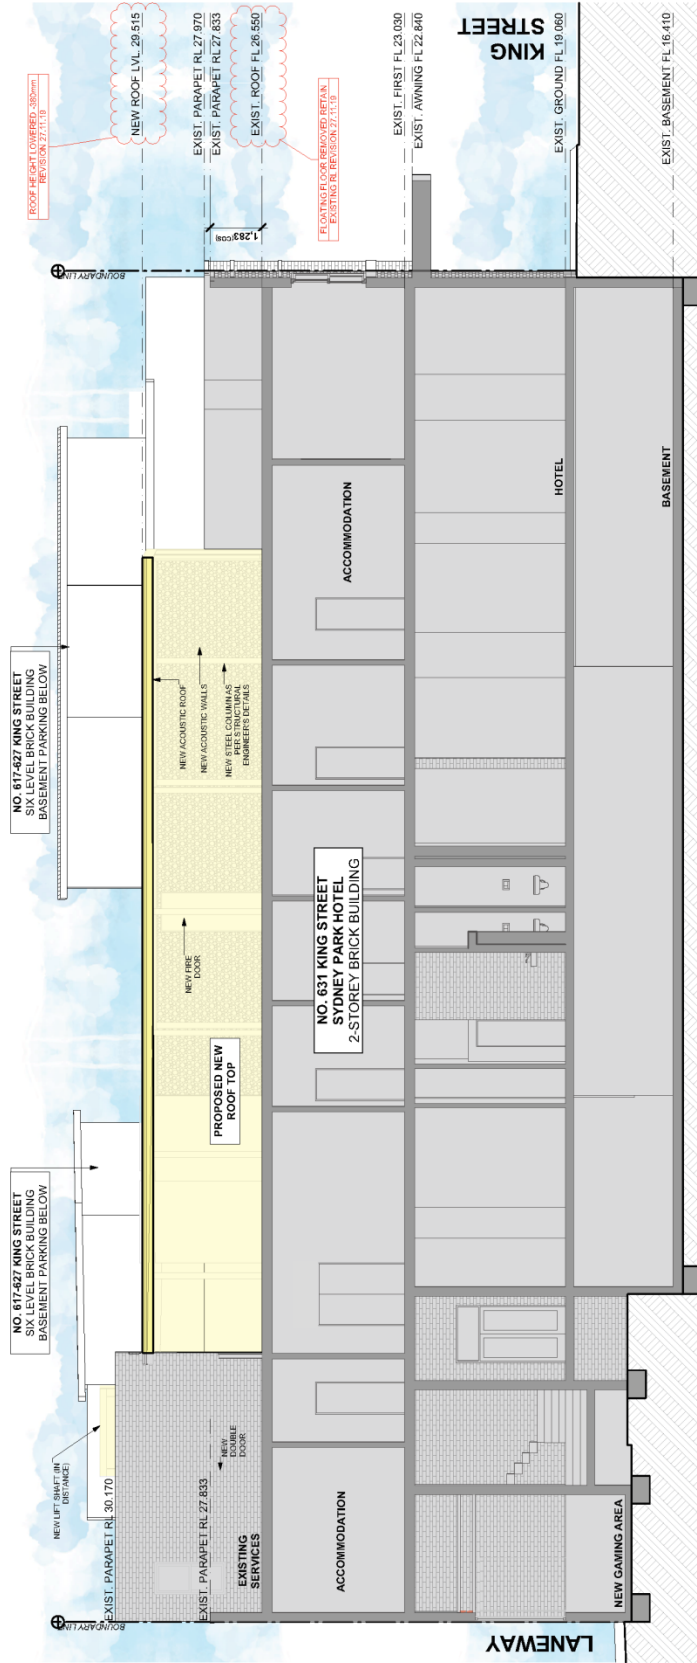 ROOF HEIGHT LOWERED -380mm
REVISION 27.11.19
NEW ROOF LVL. 29.515
EXIST. PARAPET RL 27.970
EXIST. PARAPET RL 27.833
EXIST. ROOF FL 26.550
FLOATING FLOOR REMOVED RETAIN
EXISTING RL REVISION 27.11.19
EXIST. FIRST FL 23.030
EXIST. AWNING FL 22.840
KING
STREET
EXIST. GROUND FL 19.060
EXIST. BASEMENT FL 16.410
BOUNDARY LINE
1,283 (COS)
NO. 617-627 KING STREET
SIX LEVEL BRICK BUILDING
BASEMENT PARKING BELOW
NEW ACOUSTIC ROOF
NEW ACOUSTIC WALLS
NEW STEEL COLUMN AS
PER STRUCTURAL
ENGINEER'S DETAILS
ACCOMMODATION
HOTEL
BASEMENT
NEW FIRE
DOOR
NO. 631 KING STREET
SYDNEY PARK HOTEL
2-STOREY BRICK BUILDING
PROPOSED NEW
ROOF TOP
NO. 617-627 KING STREET
SIX LEVEL BRICK BUILDING
BASEMENT PARKING BELOW
NEW LIFT SHAFT (IN
DISTANCE)
EXIST. PARAPET RL 30.170
EXIST. PARAPET RL 27.833
NEW
DOUBLE
DOOR
EXISTING
SERVICES
ACCOMMODATION
NEW GAMING AREA
BOUNDARY LINE
LANEWAY